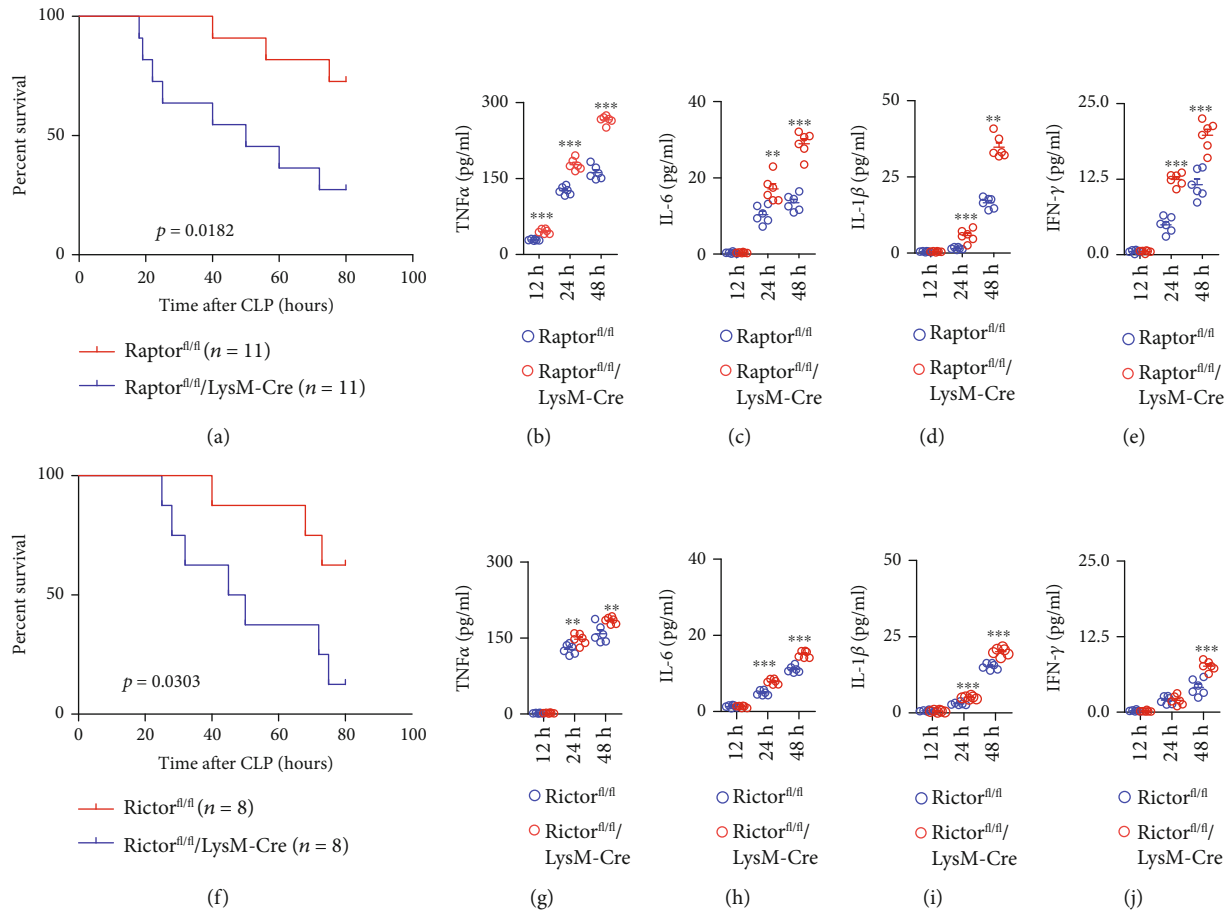 100
50
0
Percent survival
p = 0.0182
0 20 40 60 80 100
Time after CLP (hours)
Raptorfl/fl (n = 11)
Raptorfl/fl/LysM-Cre (n = 11)
(a)
300
150
0
TNFα (pg/ml)
***
***
***
12 h
24 h
48 h
Raptorfl/fl
Raptorfl/fl/
LysM-Cre
(b)
40
20
0
IL-6 (pg/ml)
**
***
12 h
24 h
48 h
Raptorfl/fl
Raptorfl/fl/
LysM-Cre
(c)
50
25
0
IL-1β (pg/ml)
***
**
12 h
24 h
48 h
Raptorfl/fl
Raptorfl/fl/
LysM-Cre
(d)
25.0
12.5
0.0
IFN-γ (pg/ml)
***
***
12 h
24 h
48 h
Raptorfl/fl
Raptorfl/fl/
LysM-Cre
(e)
100
50
0
Percent survival
p = 0.0303
0 20 40 60 80 100
Time after CLP (hours)
Rictorfl/fl (n = 8)
Rictorfl/fl/LysM-Cre (n = 8)
(f)
300
150
0
TNFα (pg/ml)
**
**
12 h
24 h
48 h
Rictorfl/fl
Rictorfl/fl/
LysM-Cre
(g)
40
20
0
IL-6 (pg/ml)
***
***
12 h
24 h
48 h
Rictorfl/fl
Rictorfl/fl/
LysM-Cre
(h)
50
25
0
IL-1β (pg/ml)
***
***
12 h
24 h
48 h
Rictorfl/fl
Rictorfl/fl/
LysM-Cre
(i)
25.0
12.5
0.0
IFN-γ (pg/ml)
***
12 h
24 h
48 h
Rictorfl/fl
Rictorfl/fl/
LysM-Cre
(j)